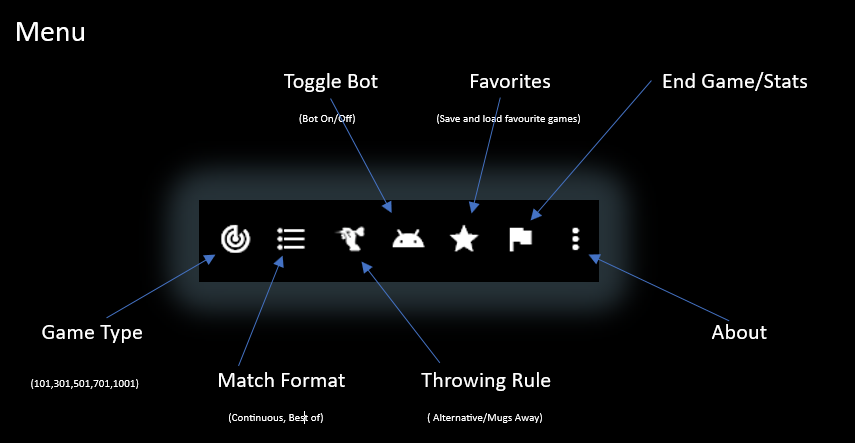 Menu
Toggle Bot
(Bot On/Off)
Favorites
(Save and load favourite games)
End Game/Stats
Game Type
(101,301,501,701,1001)
Match Format
(Continuous, Best of)
Throwing Rule
( Alternative/Mugs Away)
About